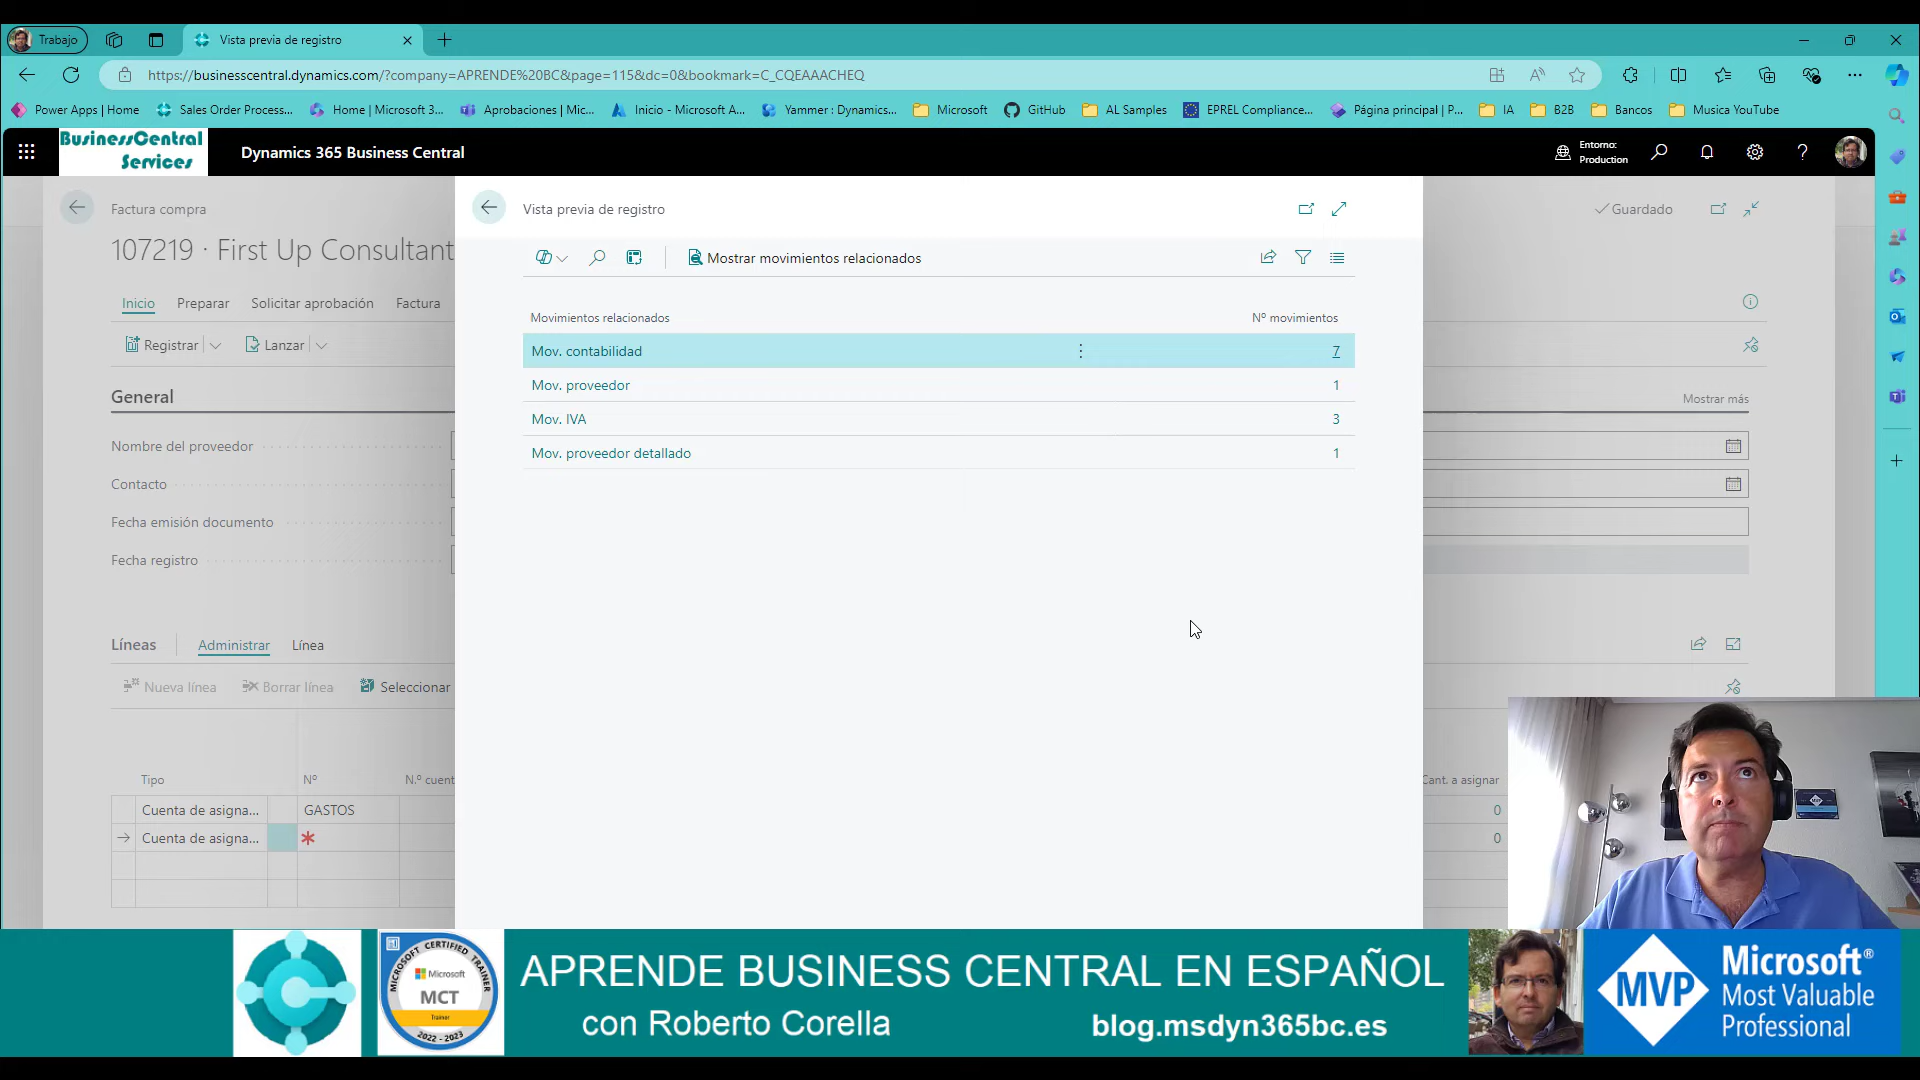 Trabajo
Vista previa de registro
https://businesscentral.dynamics.com/?company=APRENDE%20BC&page=115&dc=0&bookmark=C_CQEAAACHEQ
Power Apps | Home
Sales Order Process...
Home | Microsoft 3...
Aprobaciones | Mic...
Inicio - Microsoft A...
Yammer : Dynamics...
Microsoft
GitHub
AL Samples
EPREL Compliance...
Página principal | P...
IA
B2B
Bancos
Musica YouTube
BusinessCentral
Services
Dynamics 365 Business Central
Entorno:
Production
Factura compra
107219 · First Up Consultant
Guardado
Vista previa de registro
Mostrar movimientos relacionados
Inicio
Preparar
Solicitar aprobación
Factura
Registrar
Lanzar
Movimientos relacionados
Nº movimientos
Mov. contabilidad
7
Mov. proveedor
1
Mov. IVA
3
Mov. proveedor detallado
1
General
Mostrar más
Nombre del proveedor
Contacto
Fecha emisión documento
Fecha registro
Líneas
Administrar
Línea
Nueva línea
Borrar línea
Seleccionar
Tipo
Nº
N.º cuent
Cant. a asignar
Cuenta de asigna...
GASTOS
0
Cuenta de asigna...
0
MICROSOFT CERTIFIED TRAINER
Microsoft
MCT
Trainer
2022 - 2023
APRENDE BUSINESS CENTRAL EN ESPAÑOL
con Roberto Corella
blog.msdyn365bc.es
MVP
Microsoft®
Most Valuable
Professional